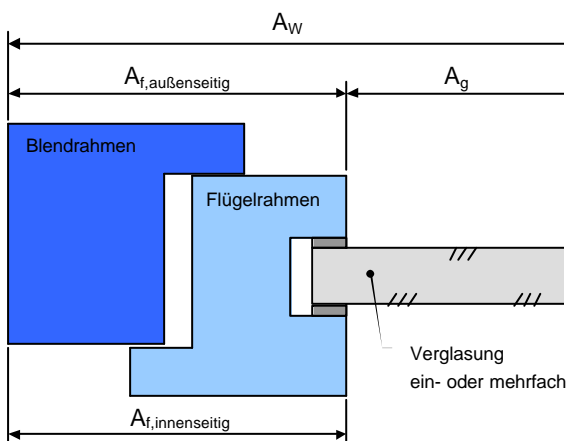 A_W
A_f,außenseitig
A_g
Blendrahmen
Flügelrahmen
Verglasung
ein- oder mehrfach
A_f,innenseitig